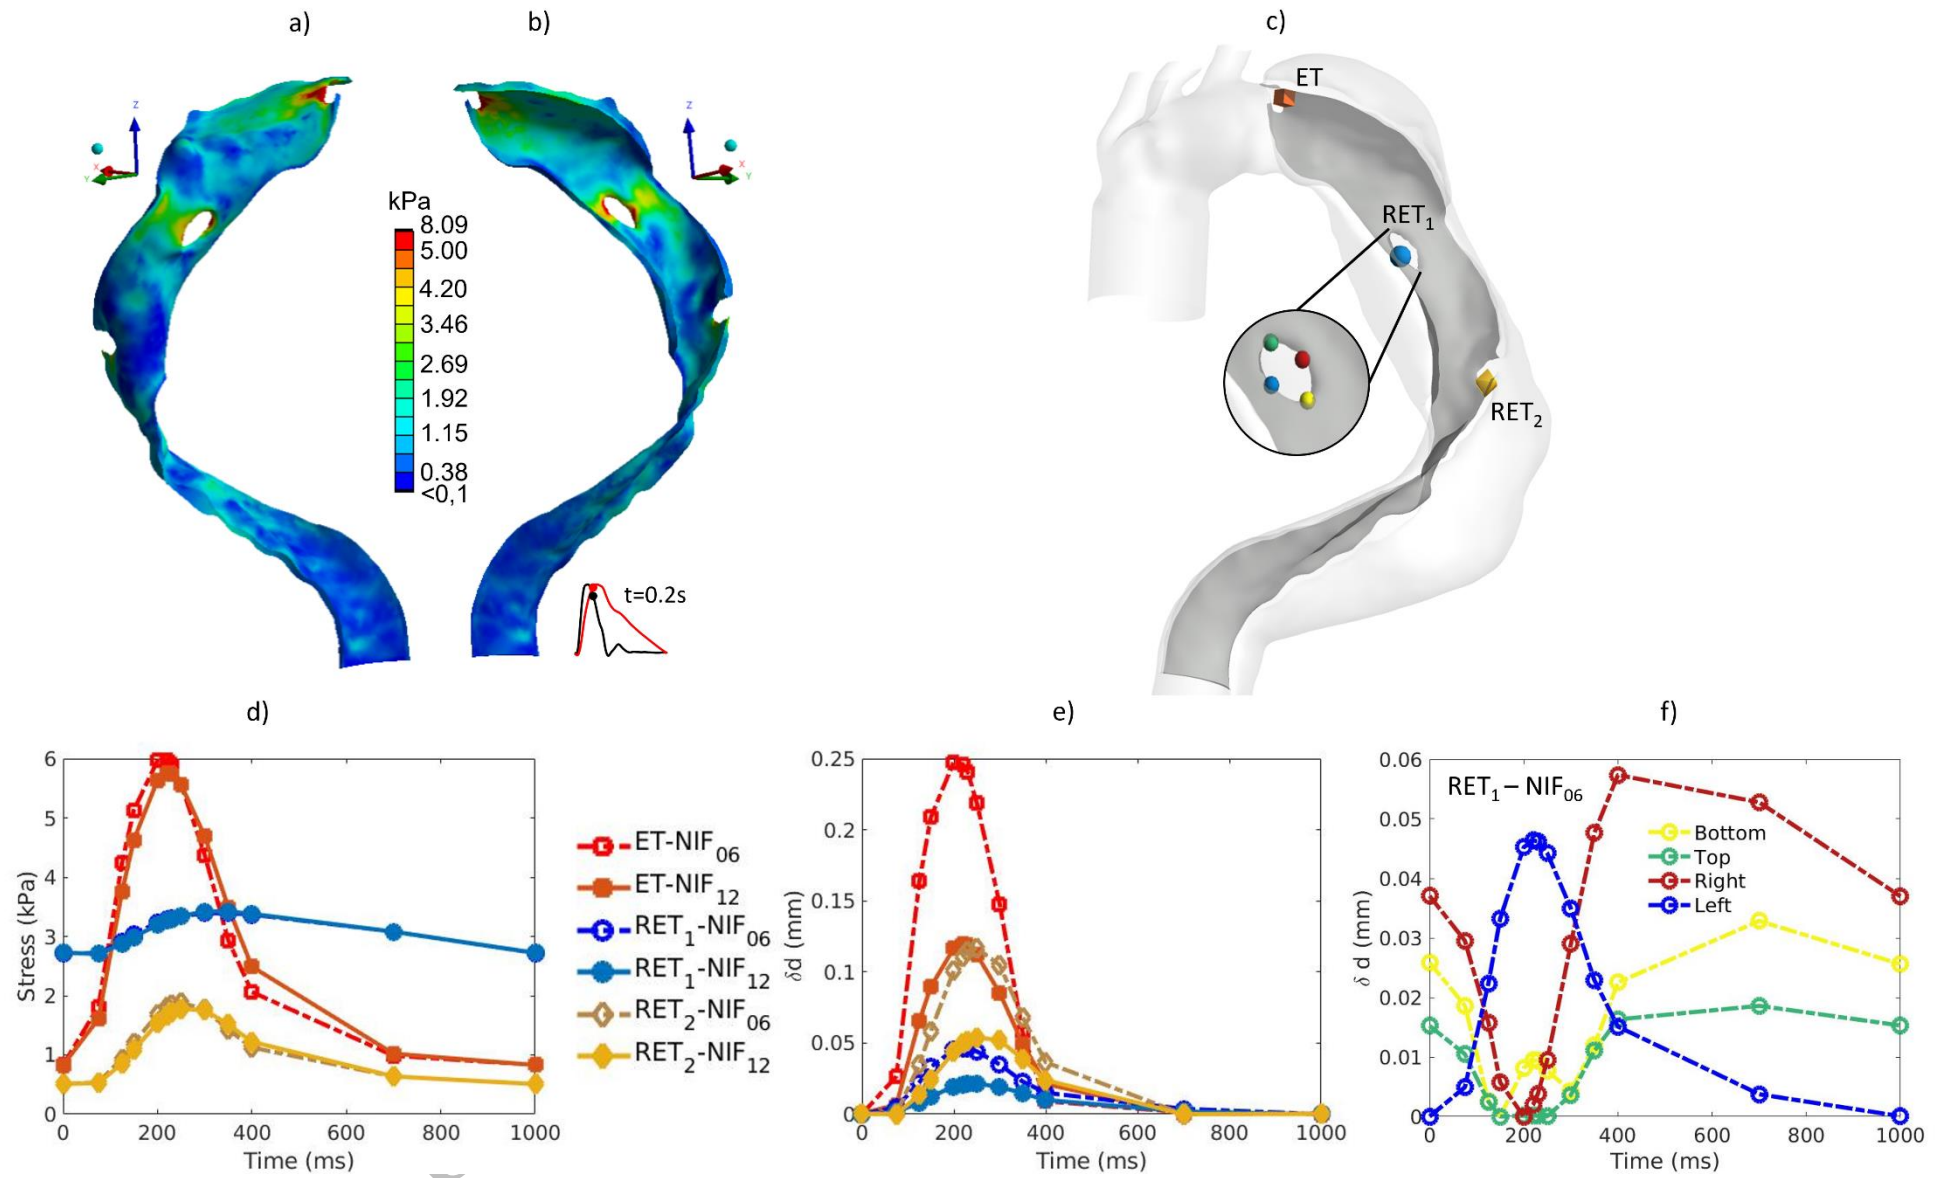 a)
b)
c)
Z
X
Y
Z
X
Y
kPa
8.09
5.00
4.20
3.46
2.69
1.92
1.15
0.38
<0,1
t=0.2s
ET
RET1
RET2
d)
e)
f)
6
5
4
3
2
1
0
Stress (kPa)
0 200 400 600 800 1000
Time (ms)
ET-NIF06
ET-NIF12
RET1-NIF06
RET1-NIF12
RET2-NIF06
RET2-NIF12
0.25
0.2
0.15
0.1
0.05
0
δd (mm)
0 200 400 600 800 1000
Time (ms)
0.06
0.05
0.04
0.03
0.02
0.01
0
δ d (mm)
RET1 – NIF06
Bottom
Top
Right
Left
0 200 400 600 800 1000
Time (ms)